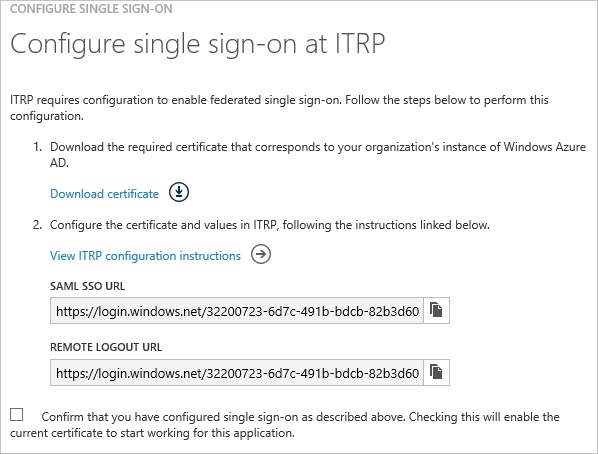 CONFIGURE SINGLE SIGN-ON
Configure single sign-on at ITRP
ITRP requires configuration to enable federated single sign-on. Follow the steps below to perform this
configuration.
1. Download the required certificate that corresponds to your organization's instance of Windows Azure
AD.
Download certificate
2. Configure the certificate and values in ITRP, following the instructions linked below.
View ITRP configuration instructions
SAML SSO URL
https://login.windows.net/32200723-6d7c-491b-bdcb-82b3d60
REMOTE LOGOUT URL
https://login.windows.net/32200723-6d7c-491b-bdcb-82b3d60
Confirm that you have configured single sign-on as described above. Checking this will enable the
current certificate to start working for this application.